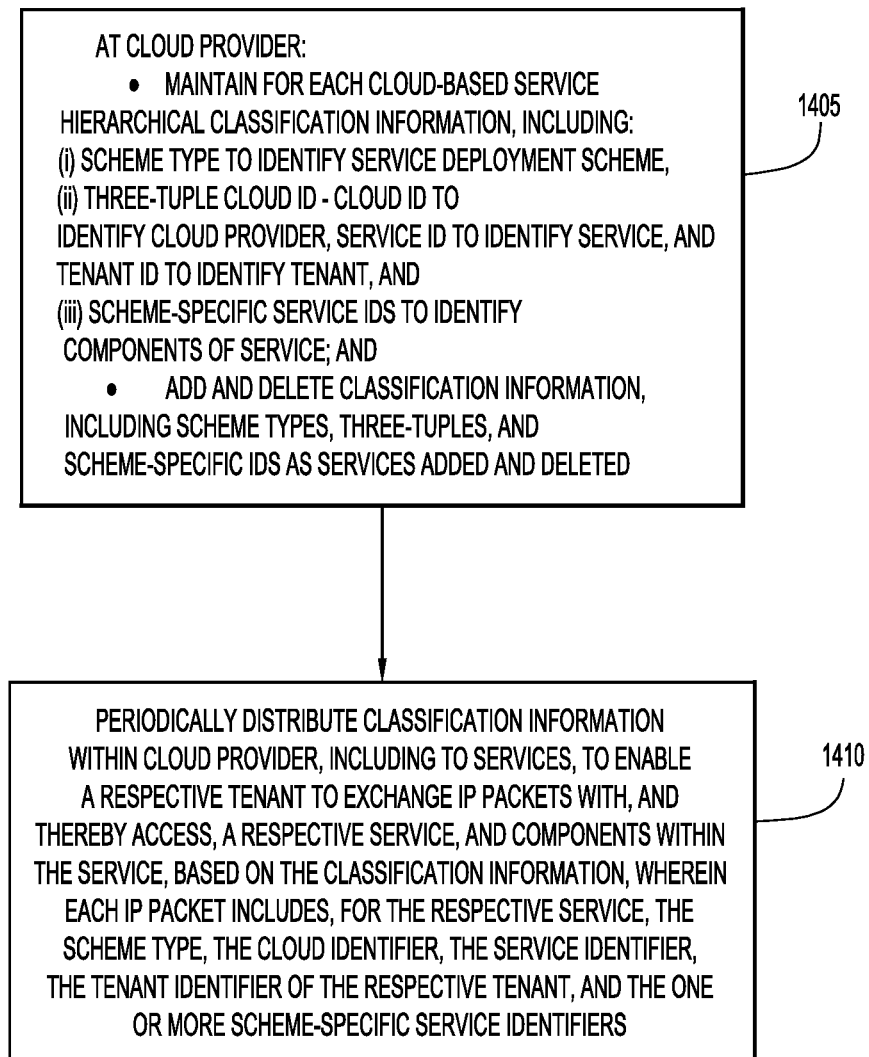 AT CLOUD PROVIDER:
• MAINTAIN FOR EACH CLOUD-BASED SERVICE
HIERARCHICAL CLASSIFICATION INFORMATION, INCLUDING:
(i) SCHEME TYPE TO IDENTIFY SERVICE DEPLOYMENT SCHEME,
(ii) THREE-TUPLE CLOUD ID - CLOUD ID TO
IDENTIFY CLOUD PROVIDER, SERVICE ID TO IDENTIFY SERVICE, AND
TENANT ID TO IDENTIFY TENANT, AND
(iii) SCHEME-SPECIFIC SERVICE IDS TO IDENTIFY
COMPONENTS OF SERVICE; AND
• ADD AND DELETE CLASSIFICATION INFORMATION,
INCLUDING SCHEME TYPES, THREE-TUPLES, AND
SCHEME-SPECIFIC IDS AS SERVICES ADDED AND DELETED
1405
PERIODICALLY DISTRIBUTE CLASSIFICATION INFORMATION
WITHIN CLOUD PROVIDER, INCLUDING TO SERVICES, TO ENABLE
A RESPECTIVE TENANT TO EXCHANGE IP PACKETS WITH, AND
THEREBY ACCESS, A RESPECTIVE SERVICE, AND COMPONENTS WITHIN
THE SERVICE, BASED ON THE CLASSIFICATION INFORMATION, WHEREIN
EACH IP PACKET INCLUDES, FOR THE RESPECTIVE SERVICE, THE
SCHEME TYPE, THE CLOUD IDENTIFIER, THE SERVICE IDENTIFIER,
THE TENANT IDENTIFIER OF THE RESPECTIVE TENANT, AND THE ONE
OR MORE SCHEME-SPECIFIC SERVICE IDENTIFIERS
1410